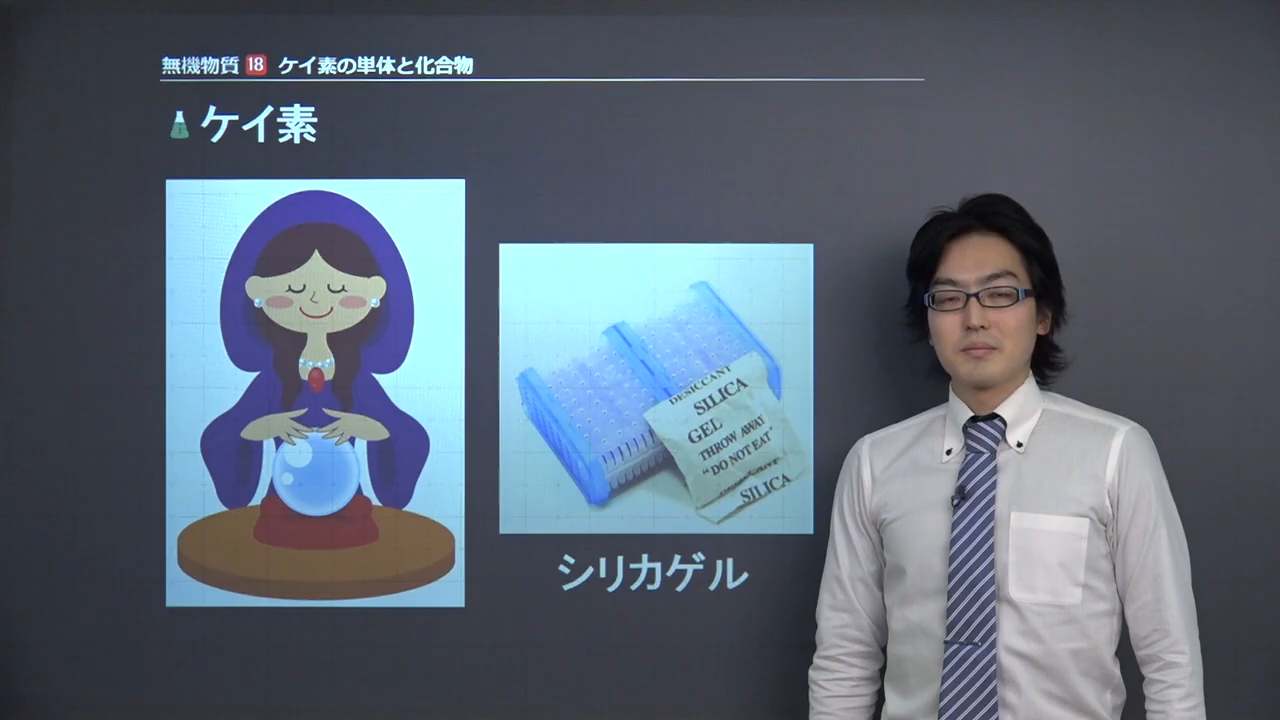 無機物質 18 ケイ素の単体と化合物
ケイ素
DESICCANT
SILICA
GEL
THROW AWAY
"DO NOT EAT"
SILICA
シリカゲル